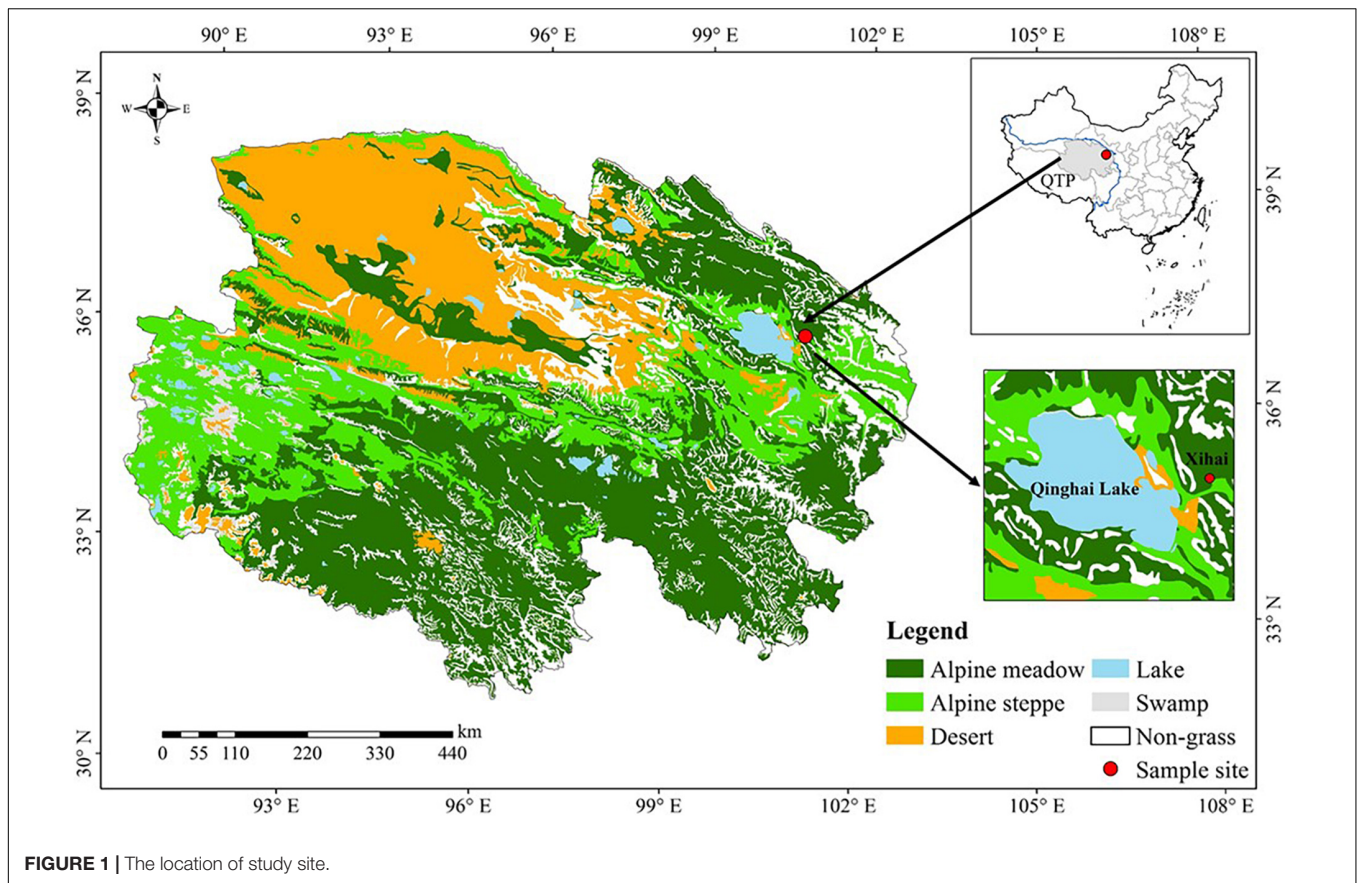 90° E 93° E 96° E 99° E 102° E 105° E 108° E
39° N
N
W E
S
QTP
39° N
36° N
36° N
Xihai
Qinghai Lake
33° N
33° N
Legend
Alpine meadow Lake
Alpine steppe Swamp
Desert Non-grass
Sample site
km
0 55 110 220 330 440
30° N
93° E 96° E 99° E 102° E 105° E 108° E
FIGURE 1 | The location of study site.